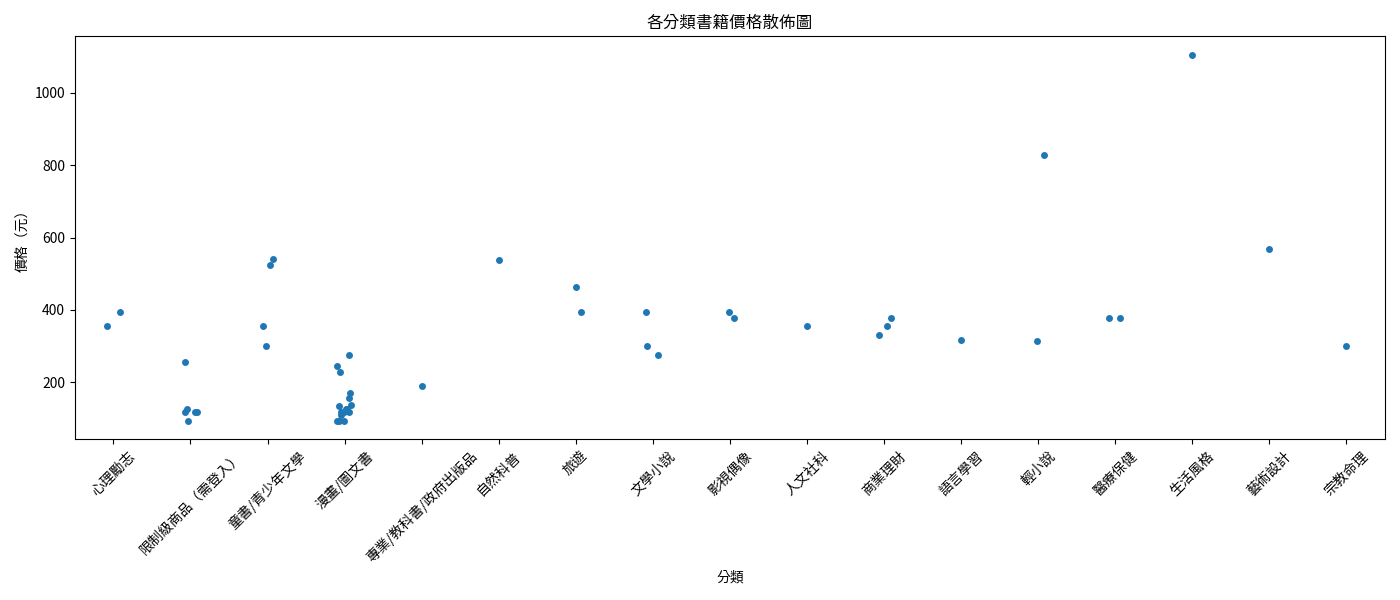 各分類書籍價格散佈圖
價格（元）
1000
800
600
400
200
心理勵志
限制級商品（需登入）
童書/青少年文學
漫畫/圖文書
專業/教科書/政府出版品
自然科普
旅遊
文學小說
影視偶像
人文社科
商業理財
語言學習
輕小說
醫療保健
生活風格
藝術設計
宗教命理
分類